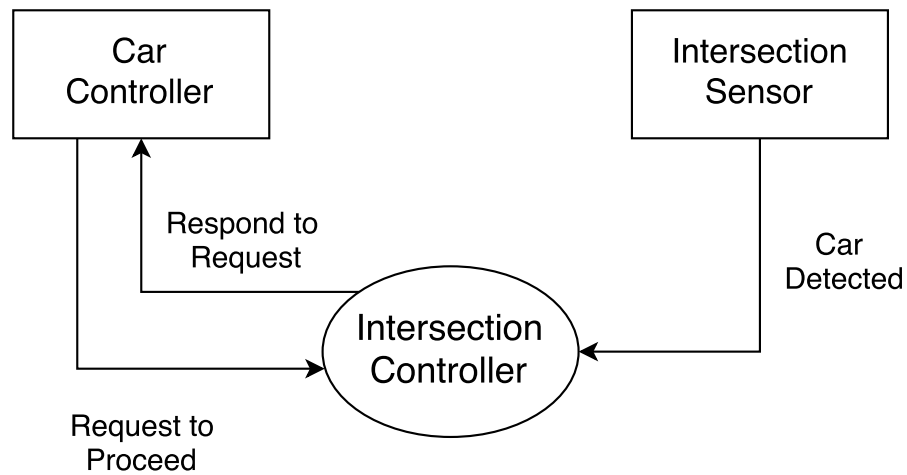 Car
Controller
Intersection
Sensor
Respond to
Request
Car
Detected
Intersection
Controller
Request to
Proceed